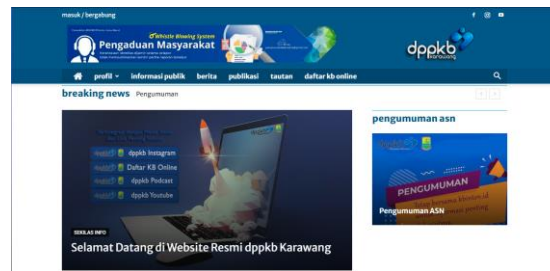 masuk / bergabung
Whistle Blowing System
Pengaduan Masyarakat
dppkb
karawang
profil
informasi publik
berita
publikasi
tautan
daftar kb online
breaking news
Pengumuman
dppkb Instagram
Daftar KB Online
dppkb Podcast
dppkb Youtube
SEKILAS INFO
Selamat Datang di Website Resmi dppkb Karawang
pengumuman asn
PENGUMUMAN
Pengumuman ASN